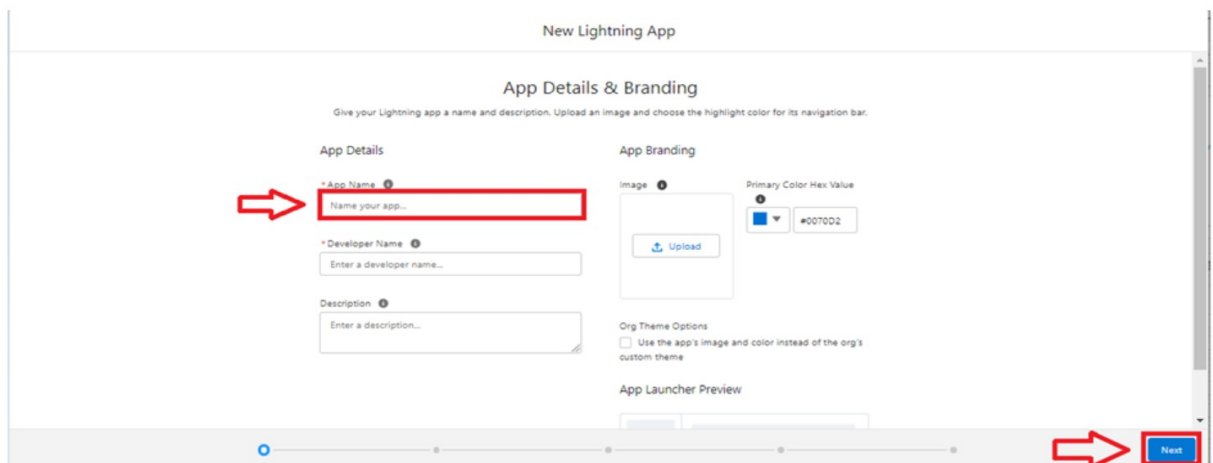 New Lightning App
App Details & Branding
Give your Lightning app a name and description. Upload an image and choose the highlight color for its navigation bar.
App Details
* App Name
Name your app...
* Developer Name
Enter a developer name...
Description
Enter a description...
App Branding
Image
Upload
Primary Color Hex Value
#0070D2
Org Theme Options
Use the app's image and color instead of the org's
custom theme
App Launcher Preview
Next